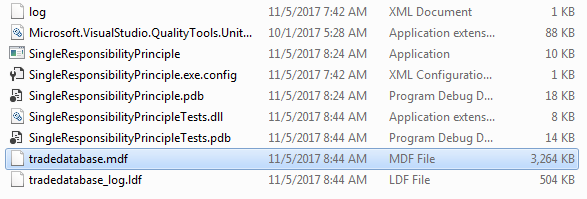 log 11/5/2017 7:42 AM XML Document 1 KB
Microsoft.VisualStudio.QualityTools.Unit... 10/1/2015 5:28 AM Application extens... 88 KB
SingleResponsibilityPrinciple 11/5/2017 8:24 AM Application 10 KB
SingleResponsibilityPrinciple.exe.config 11/5/2017 7:42 AM XML Configuratio... 1 KB
SingleResponsibilityPrinciple.pdb 11/5/2017 8:24 AM Program Debug D... 18 KB
SingleResponsibilityPrincipleTests.dll 11/5/2017 8:44 AM Application extens... 8 KB
SingleResponsibilityPrincipleTests.pdb 11/5/2017 8:44 AM Program Debug D... 14 KB
tradedatabase.mdf 11/5/2017 8:44 AM MDF File 3,264 KB
tradedatabase_log.ldf 11/5/2017 8:44 AM LDF File 504 KB